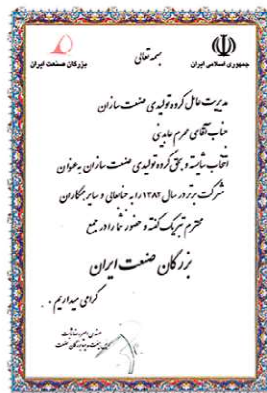 بسمه تعالی
جمهوری اسلامی ایران
بزرگان صنعت ایران
مدیریت عامل گروه تولیدی صنعت سازان
جناب آقای محرم عابدینی
انتخاب شایسته و بحق گروه تولیدی صنعت سازان به عنوان
شرکت برتر در سال ۱۳۸۲ را به جنابعالی و سایر همکاران
محترم تبریک گفته و حضور شما را در جمع
بزرگان صنعت ایران
گرامی میداریم .